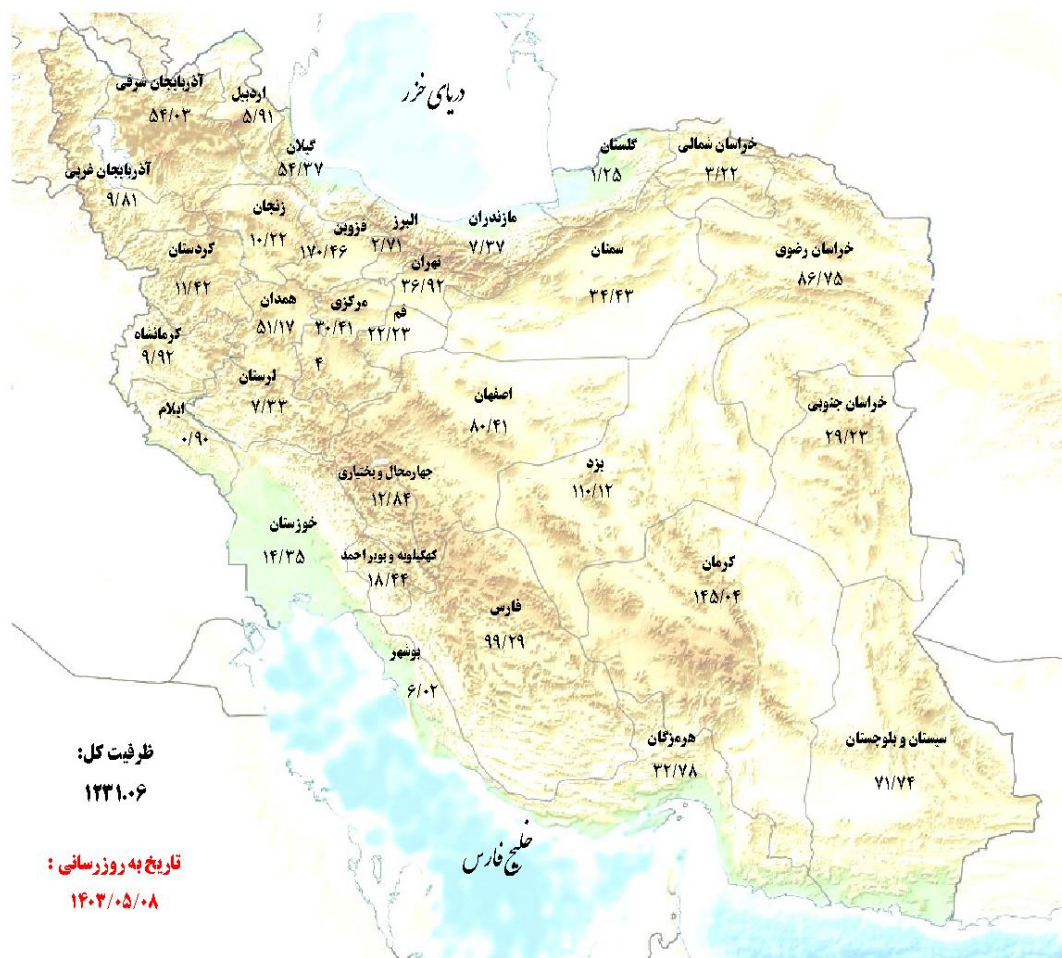 دریای خزر
آذربایجان شرقی
۵۴/۰۳
اردبیل
۵/۹۱
گیلان
۵۴/۳۷
گلستان
۱/۲۵
خراسان شمالی
۳/۲۲
آذربایجان غربی
۹/۸۱
زنجان
۱۰/۲۲
قزوین
۱۷۰/۴۶
البرز
۲/۷۱
مازندران
۷/۳۷
سمنان
۳۴/۴۳
خراسان رضوی
۸۶/۷۵
کردستان
۱۱/۴۲
تهران
۳۶/۹۲
همدان
۵۱/۱۷
مرکزی
۳۰/۴۱
۴
قم
۲۲/۲۳
کرمانشاه
۹/۹۲
لرستان
۷/۳۳
ایلام
۰/۹۰
اصفهان
۸۰/۴۱
خراسان جنوبی
۲۹/۲۳
یزد
۱۱۰/۱۲
چهارمحال و بختیاری
۱۲/۸۴
خوزستان
۱۴/۳۵
کهگیلویه و بویر احمد
۱۸/۴۴
کرمان
۱۴۵/۰۴
فارس
۹۹/۲۹
بوشهر
۶/۰۲
هرمزگان
۳۲/۷۸
سیستان و بلوچستان
۷۱/۷۴
خلیج فارس
ظرفیت کل:
۱۲۳۱.۰۶
تاریخ به روزرسانی :
۱۴۰۳/۰۵/۰۸